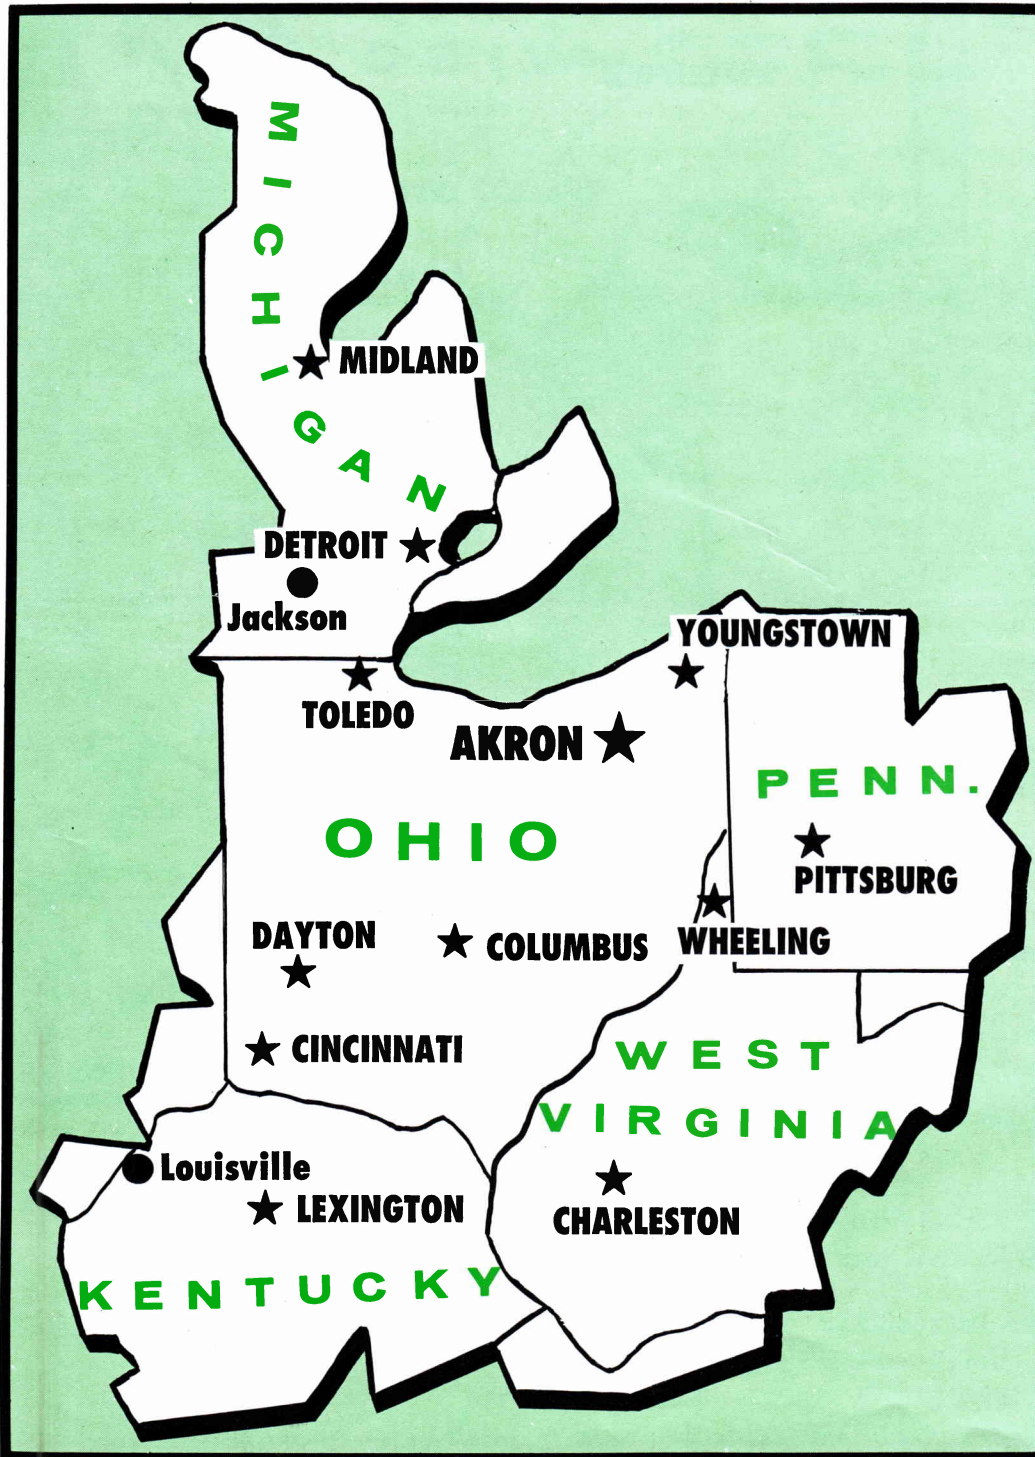 MICHIGAN
MIDLAND
DETROIT
Jackson
YOUNGSTOWN
TOLEDO
AKRON
PENN.
OHIO
PITTSBURG
DAYTON
COLUMBUS
WHEELING
CINCINNATI
WEST
VIRGINIA
Louisville
LEXINGTON
CHARLESTON
KENTUCKY